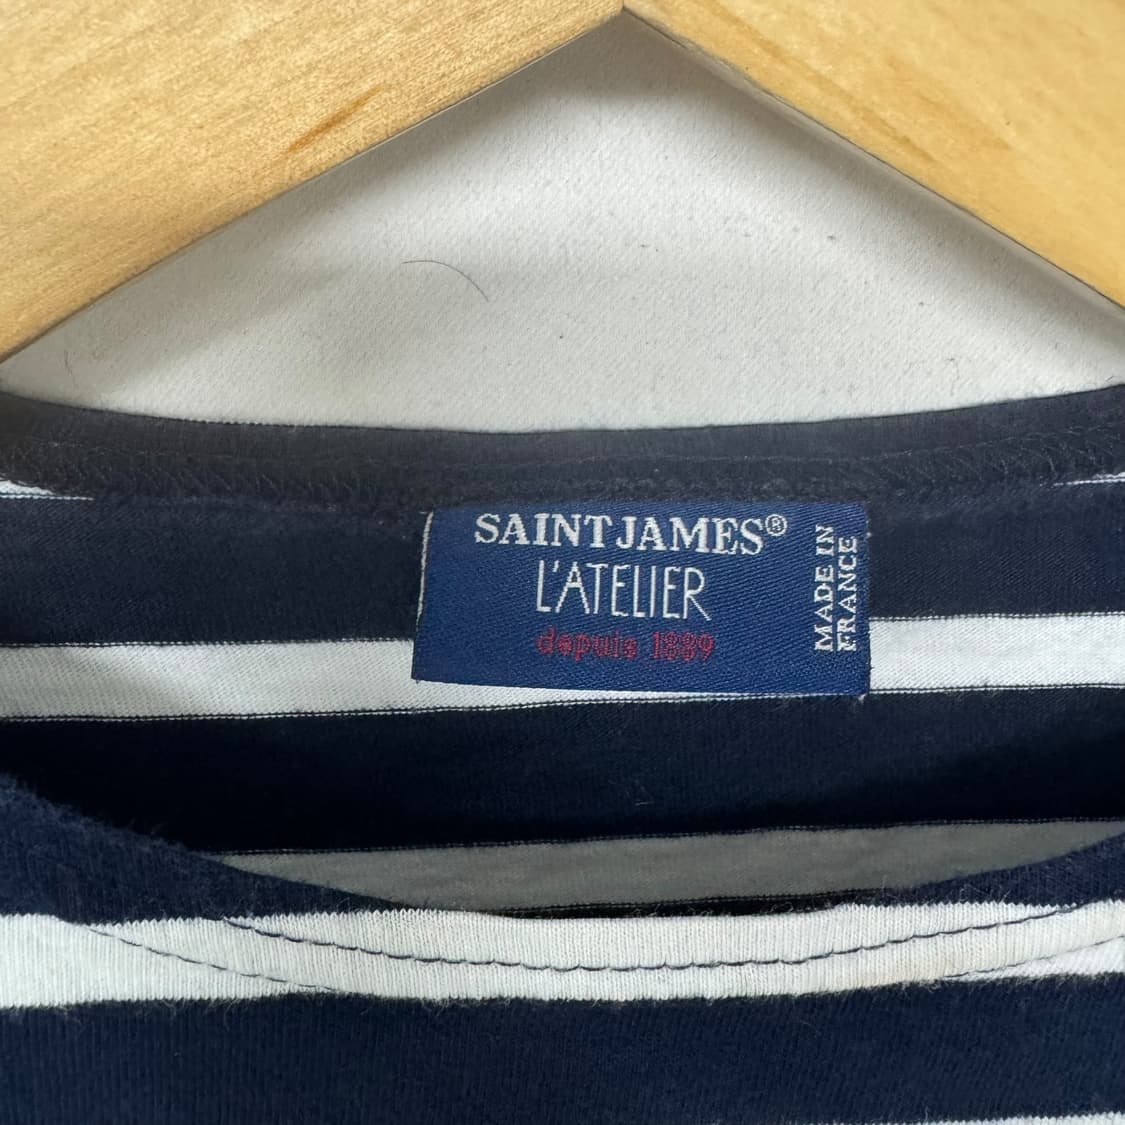 SAINT JAMES®
L'ATELIER
depuis 1889
MADE IN
FRANCE